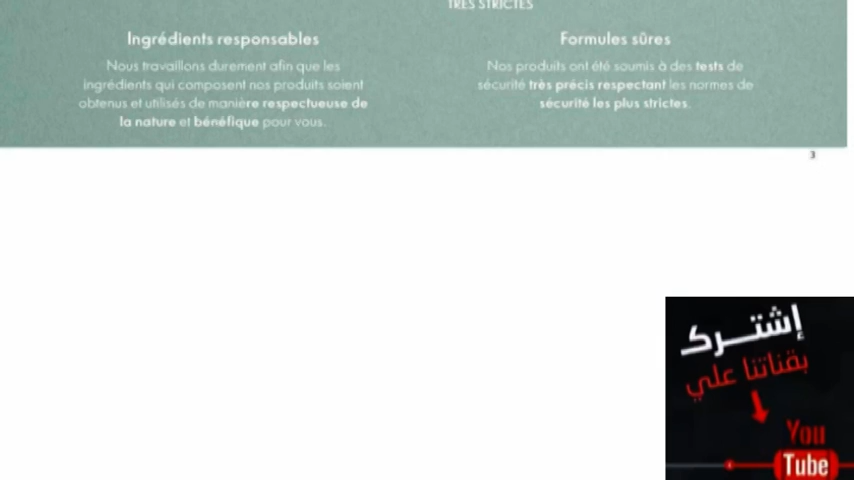 TRÈS STRICTES
Ingrédients responsables
Nous travaillons durement afin que les
ingrédients qui composent nos produits soient
obtenus et utilisés de manière respectueuse de
la nature et bénéfique pour vous.
Formules sûres
Nos produits ont été soumis à des tests de
sécurité très précis respectant les normes de
sécurité les plus strictes.
3
إشترك
بقناتنا علي
You
Tube